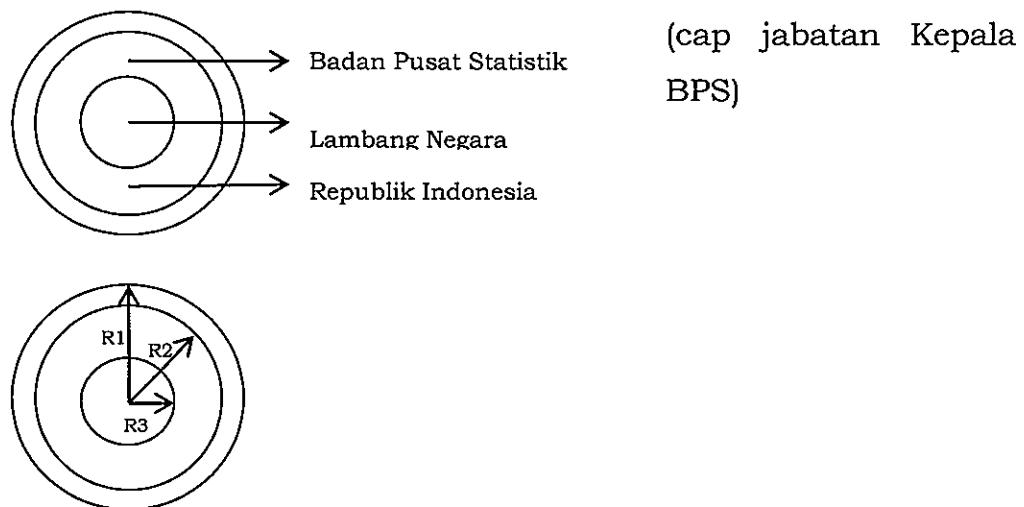 Badan Pusat Statistik
Lambang Negara
Republik Indonesia
(cap jabatan Kepala
BPS)
R1
R2
R3